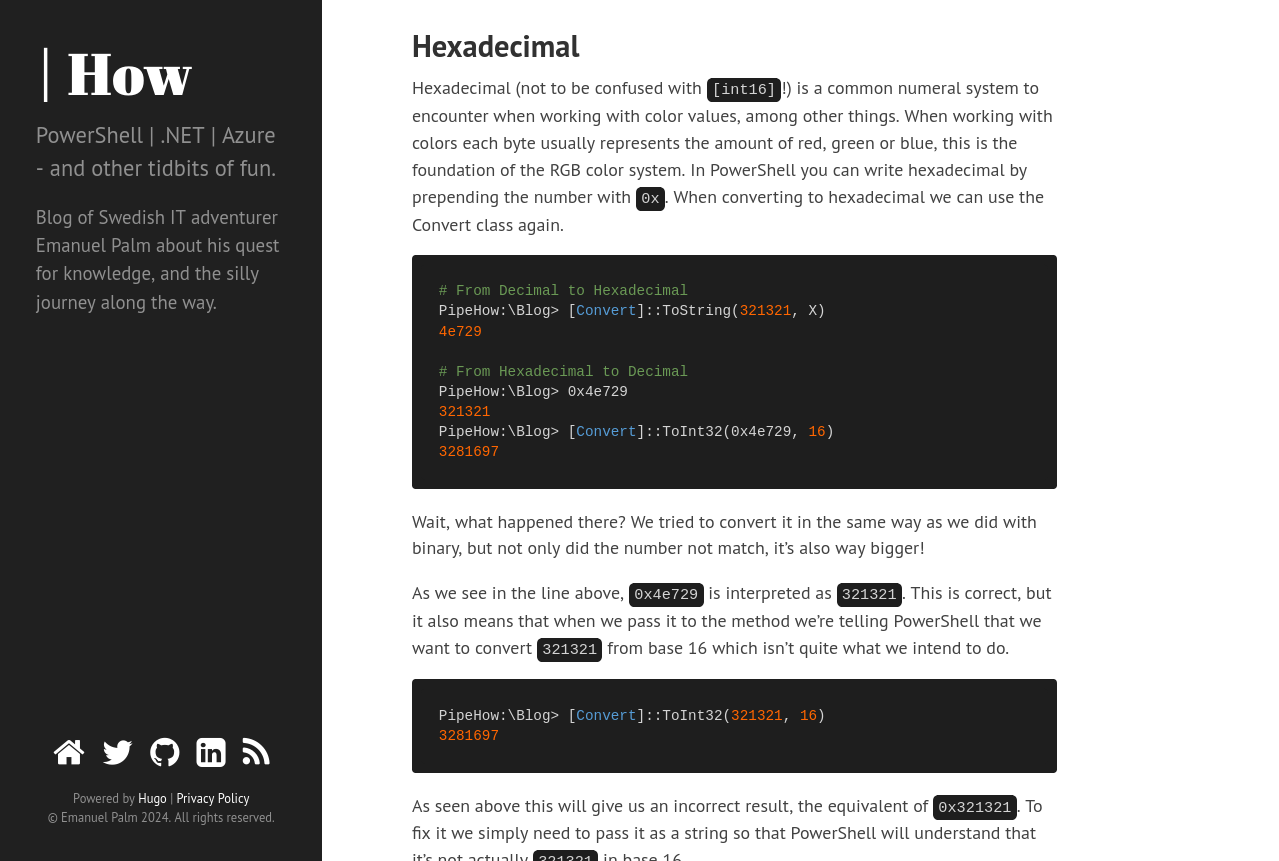 | How
PowerShell | .NET | Azure
- and other tidbits of fun.
Blog of Swedish IT adventurer
Emanuel Palm about his quest
for knowledge, and the silly
journey along the way.
Powered by Hugo | Privacy Policy
© Emanuel Palm 2024. All rights reserved.
Hexadecimal
Hexadecimal (not to be confused with [int16]!) is a common numeral system to
encounter when working with color values, among other things. When working with
colors each byte usually represents the amount of red, green or blue, this is the
foundation of the RGB color system. In PowerShell you can write hexadecimal by
prepending the number with 0x. When converting to hexadecimal we can use the
Convert class again.
# From Decimal to Hexadecimal
PipeHow:\Blog> [Convert]::ToString(321321, X)
4e729
# From Hexadecimal to Decimal
PipeHow:\Blog> 0x4e729
321321
PipeHow:\Blog> [Convert]::ToInt32(0x4e729, 16)
3281697
Wait, what happened there? We tried to convert it in the same way as we did with
binary, but not only did the number not match, it’s also way bigger!
As we see in the line above, 0x4e729 is interpreted as 321321. This is correct, but
it also means that when we pass it to the method we’re telling PowerShell that we
want to convert 321321 from base 16 which isn’t quite what we intend to do.
PipeHow:\Blog> [Convert]::ToInt32(321321, 16)
3281697
As seen above this will give us an incorrect result, the equivalent of 0x321321. To
fix it we simply need to pass it as a string so that PowerShell will understand that
it’s not actually 321321 in base 16.